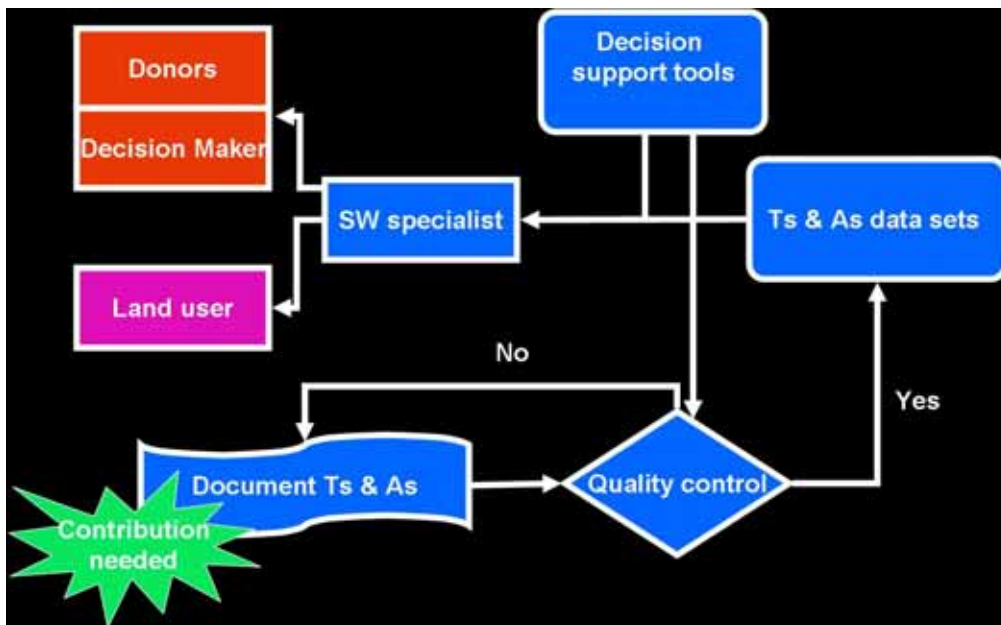 Donors
Decision Maker
Decision
support tools
SW specialist
Ts & As data sets
Land user
No
Yes
Document Ts & As
Quality control
Contribution
needed